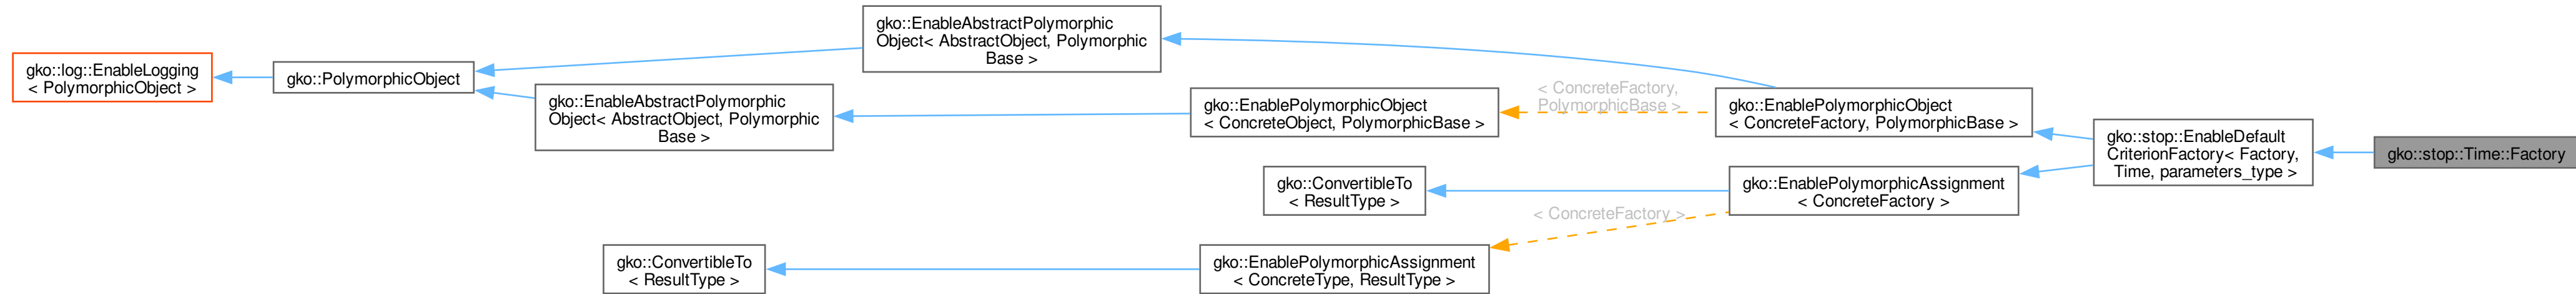 gko::EnableAbstractPolymorphic
Object< AbstractObject, Polymorphic
Base >
gko::log::EnableLogging
< PolymorphicObject >
gko::PolymorphicObject
gko::EnableAbstractPolymorphic
Object< AbstractObject, Polymorphic
Base >
gko::EnablePolymorphicObject
< ConcreteObject, PolymorphicBase >
< ConcreteFactory,
PolymorphicBase >
gko::EnablePolymorphicObject
< ConcreteFactory, PolymorphicBase >
gko::stop::EnableDefault
CriterionFactory< Factory,
Time, parameters_type >
gko::stop::Time::Factory
gko::ConvertibleTo
< ResultType >
gko::EnablePolymorphicAssignment
< ConcreteFactory >
< ConcreteFactory >
gko::ConvertibleTo
< ResultType >
gko::EnablePolymorphicAssignment
< ConcreteType, ResultType >